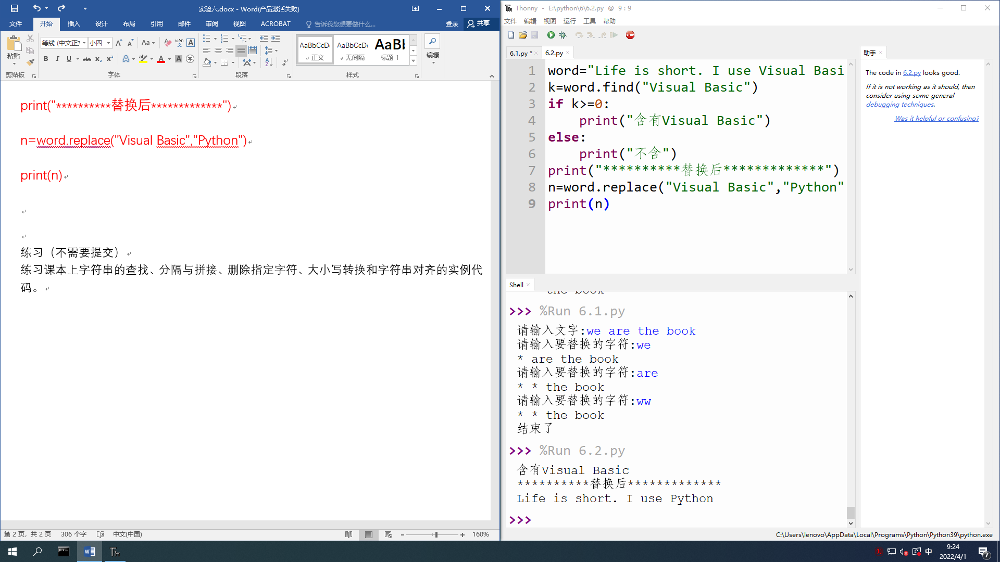 实验六.docx - Word(产品激活失败)
文件 开始 插入 设计 布局 引用 邮件 审阅 视图 ACROBAT 告诉我您想要做什么... 登录 共享
粘贴 等线 (中文正文 小四 Aa wén A
B I U abc x₂ x² A A A 字
AaBbCcDc AaBbCcDc AaBb
正文 无间隔 标题 1 编辑
剪贴板 字体 段落 样式
print("**********替换后*************")
n=word.replace("Visual Basic","Python")
print(n)
练习（不需要提交）
练习课本上字符串的查找、分隔与拼接、删除指定字符、大小写转换和字符串对齐的实例代
码。
第 2 页，共 2 页 306 个字 中文(中国) 160%
Thonny - E:\python\6\6.2.py @ 9 : 9
文件 编辑 视图 运行 工具 帮助
STOP
6.1.py * × 6.2.py ×
1 word="Life is short. I use Visual Basi
2 k=word.find("Visual Basic")
3 if k>=0:
4 print("含有Visual Basic")
5 else:
6 print("不含")
7 print("**********替换后*************")
8 n=word.replace("Visual Basic","Python"
9 print(n)
Shell ×
the book
>>> %Run 6.1.py
请输入文字:we are the book
请输入要替换的字符:we
* are the book
请输入要替换的字符:are
* * the book
请输入要替换的字符:ww
* * the book
结束了
>>> %Run 6.2.py
含有Visual Basic
**********替换后*************
Life is short. I use Python
>>>
助手 ×
The code in 6.2.py looks good.
If it is not working as it should, then
consider using some general
debugging techniques.
Was it helpful or confusing?
C:\Users\lenovo\AppData\Local\Programs\Python\Python39\python.exe
中 9:24
2022/4/1 7